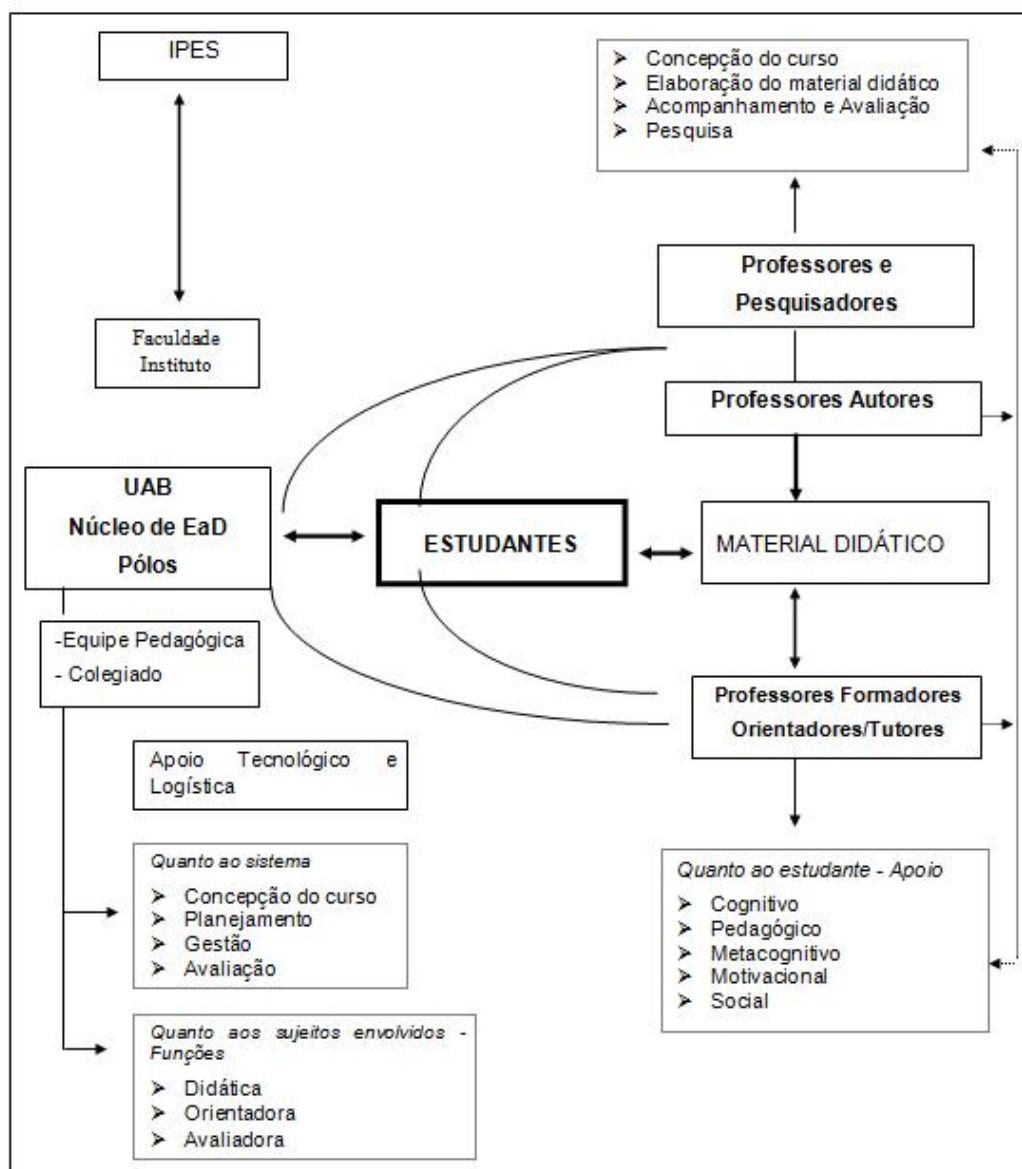 IPES
➢ Concepção do curso
➢ Elaboração do material didático
➢ Acompanhamento e Avaliação
➢ Pesquisa
Professores e
Pesquisadores
Faculdade
Instituto
Professores Autores
UAB
Núcleo de EaD
Pólos
ESTUDANTES
MATERIAL DIDÁTICO
-Equipe Pedagógica
- Colegiado
Professores Formadores
Orientadores/Tutores
Apoio Tecnológico e
Logística
Quanto ao sistema
➢ Concepção do curso
➢ Planejamento
➢ Gestão
➢ Avaliação
Quanto ao estudante - Apoio
➢ Cognitivo
➢ Pedagógico
➢ Metacognitivo
➢ Motivacional
➢ Social
Quanto aos sujeitos envolvidos -
Funções
➢ Didática
➢ Orientadora
➢ Avaliadora